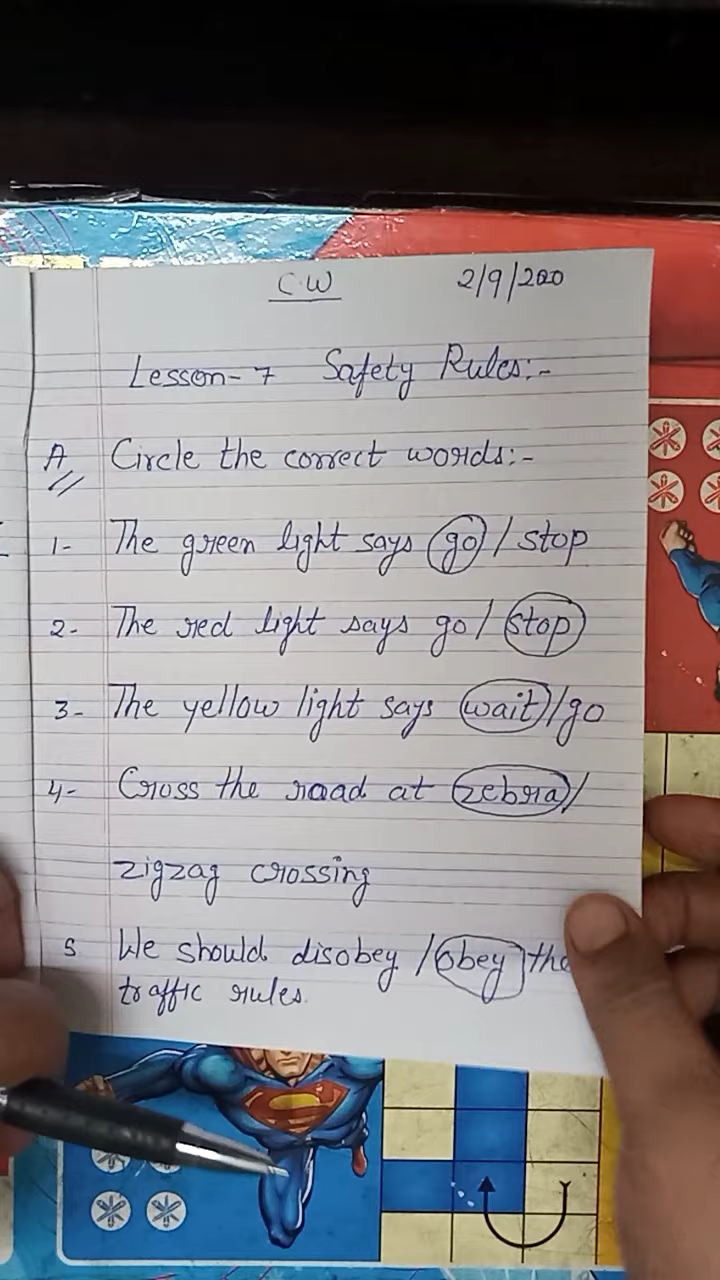 C.W 2/9/2020
Lesson-7 Safety Rules:-
A Circle the correct words:-
1- The green light says go / stop
2- The red light says go / stop
3- The yellow light says wait / go
4- Cross the road at zebra /
zigzag crossing
5 We should disobey / obey the
traffic rules.